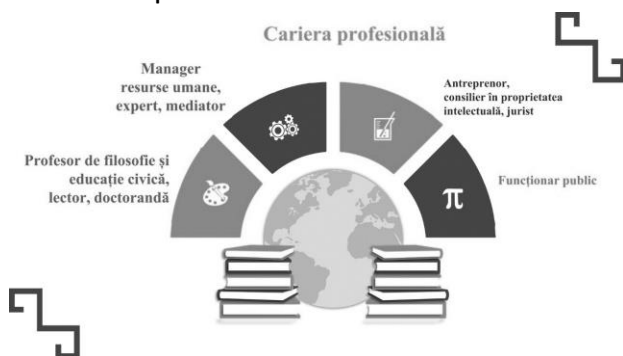 Cariera profesională
Manager
resurse umane,
expert, mediator
Antreprenor,
consilier în proprietatea
intelectuală, jurist
Profesor de filosofie și
educație civică,
lector, doctorandă
Funcționar public
π